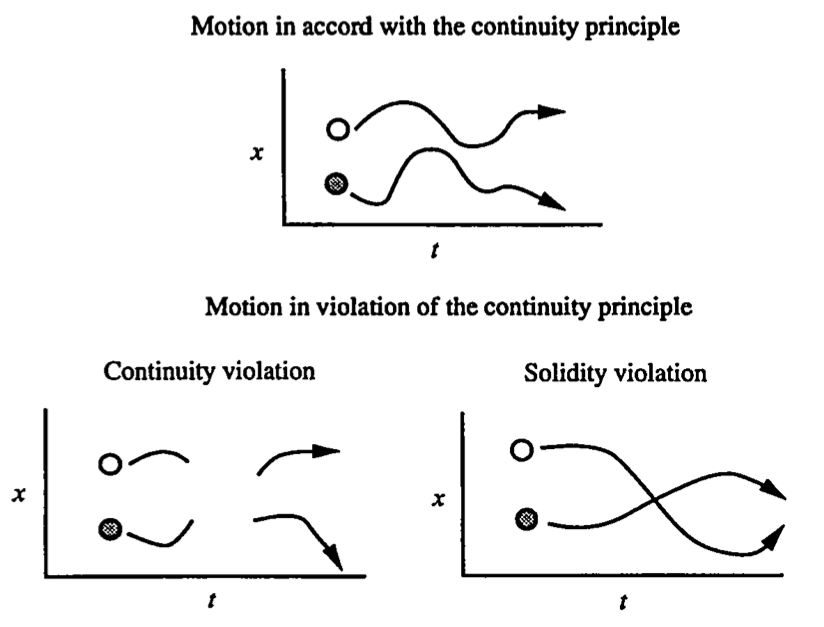 Motion in accord with the continuity principle
x
t
Motion in violation of the continuity principle
Continuity violation
Solidity violation
x
x
t
t